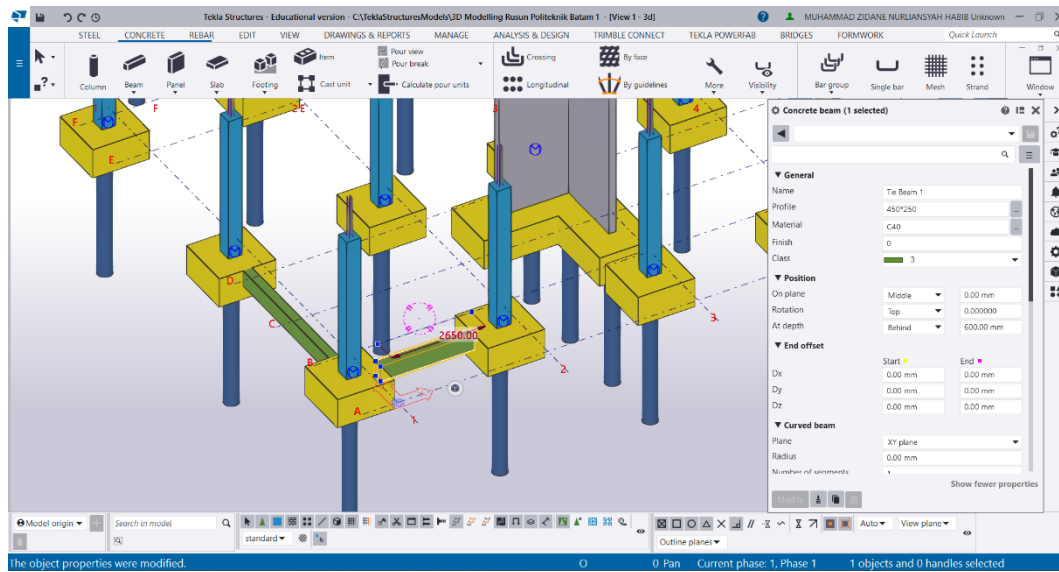 Tekla Structures - Educational version - C:\TeklaStructuresModels\3D Modelling Rusun Politeknik Batam 1 - [View 1 - 3d]
MUHAMMAD ZIDANE NURLIANSYAH HABIB Unknown
STEEL CONCRETE REBAR EDIT VIEW DRAWINGS & REPORTS MANAGE ANALYSIS & DESIGN TRIMBLE CONNECT TEKLA POWERFAB BRIDGES FORMWORK Quick Launch
Column Beam Panel Slab Footing
Item
Cast unit
Pour view
Pour break
Calculate pour units
Crossing
Longitudinal
By face
By guidelines
More Visibility Bar group Single bar Mesh Strand Window
F F 2 E 3 4
E
D
C
B
A
1
2
3
2650.00
Concrete beam (1 selected)
General
Name Tie Beam 1
Profile 450*250
Material C40
Finish 0
Class 3
Position
On plane Middle 0.00 mm
Rotation Top 0.000000
At depth Behind 600.00 mm
End offset
Start End
Dx 0.00 mm 0.00 mm
Dy 0.00 mm 0.00 mm
Dz 0.00 mm 0.00 mm
Curved beam
Plane XY plane
Radius 0.00 mm
Number of segments 1
Show fewer properties
Modify
Model origin Search in model
standard
Auto View plane
Outline planes
The object properties were modified. O 0 Pan Current phase: 1, Phase 1 1 objects and 0 handles selected